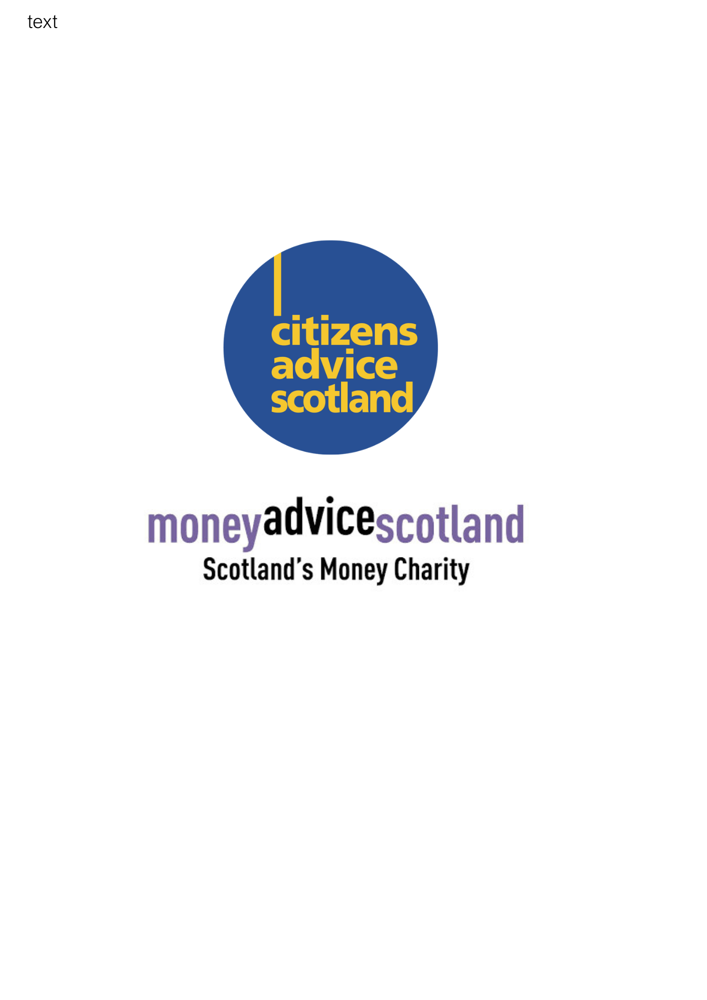 text
citizens
advice
scotland
moneyadvicescotland
Scotland's Money Charity